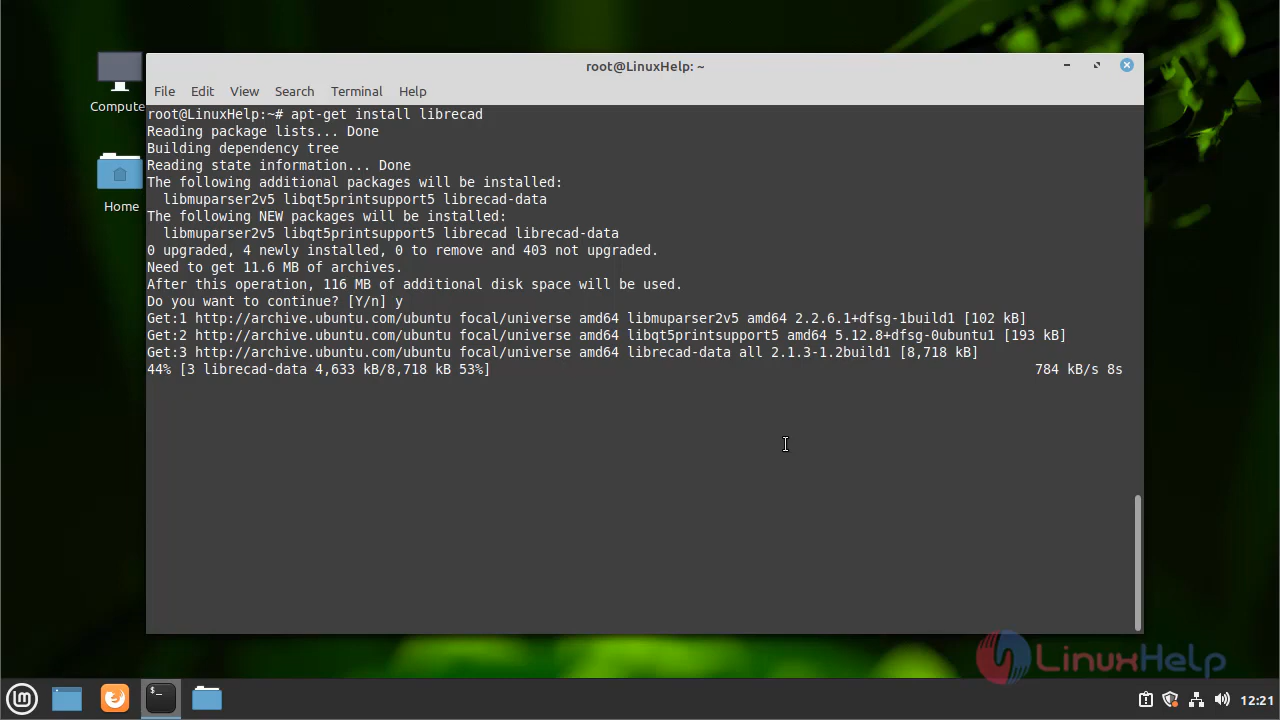 root@LinuxHelp: ~
File Edit View Search Terminal Help
Compute
Home
root@LinuxHelp:~# apt-get install librecad
Reading package lists... Done
Building dependency tree
Reading state information... Done
The following additional packages will be installed:
libmuparser2v5 libqt5printsupport5 librecad-data
The following NEW packages will be installed:
libmuparser2v5 libqt5printsupport5 librecad librecad-data
0 upgraded, 4 newly installed, 0 to remove and 403 not upgraded.
Need to get 11.6 MB of archives.
After this operation, 116 MB of additional disk space will be used.
Do you want to continue? [Y/n] y
Get:1 http://archive.ubuntu.com/ubuntu focal/universe amd64 libmuparser2v5 amd64 2.2.6.1+dfsg-1build1 [102 kB]
Get:2 http://archive.ubuntu.com/ubuntu focal/universe amd64 libqt5printsupport5 amd64 5.12.8+dfsg-0ubuntu1 [193 kB]
Get:3 http://archive.ubuntu.com/ubuntu focal/universe amd64 librecad-data all 2.1.3-1.2build1 [8,718 kB]
44% [3 librecad-data 4,633 kB/8,718 kB 53%] 784 kB/s 8s
LinuxHelp
$_
12:21